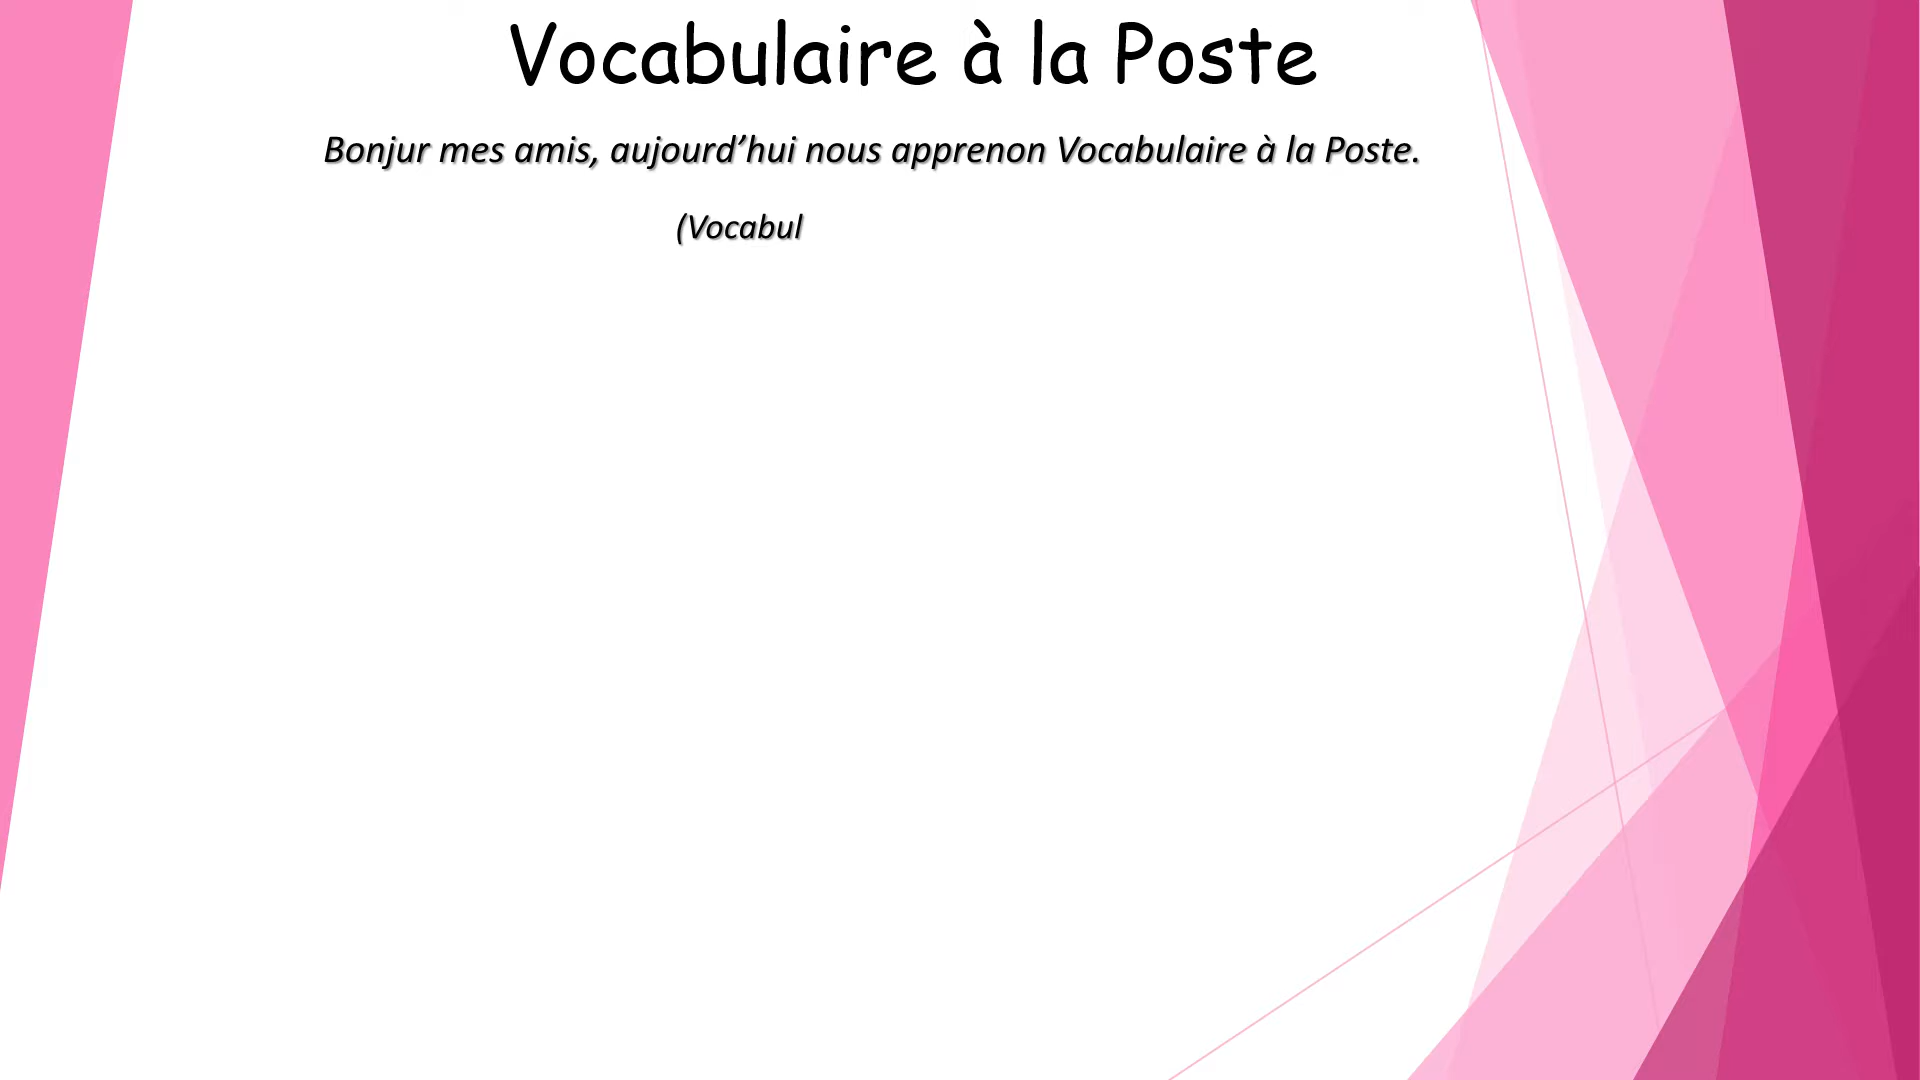 Vocabulaire à la Poste
Bonjur mes amis, aujourd’hui nous apprenon Vocabulaire à la Poste.
(Vocabul